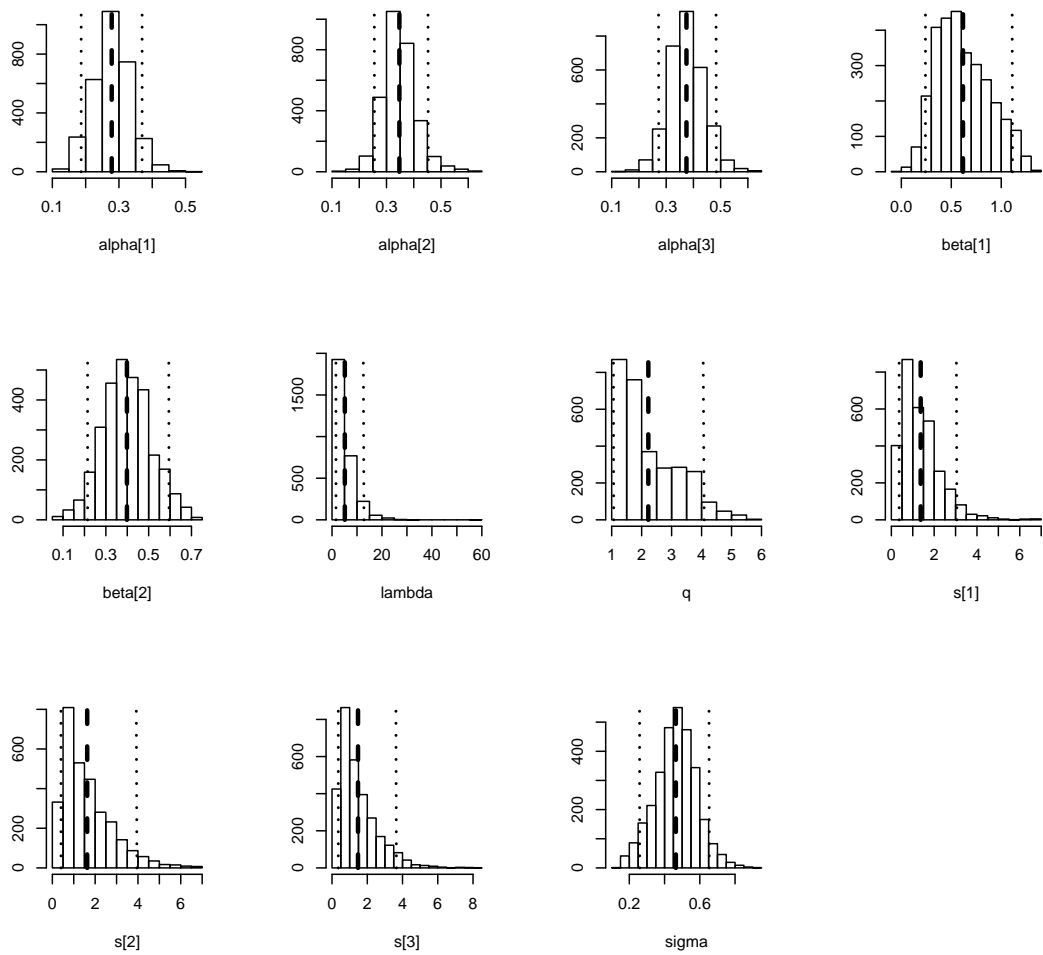 0 400 800
0.1 0.3 0.5
alpha[1]
0 400 800
0.1 0.3 0.5
alpha[2]
0 200 600
0.1 0.3 0.5
alpha[3]
0 100 300
0.0 0.5 1.0
beta[1]
0 200 400
0.1 0.3 0.5 0.7
beta[2]
0 500 1500
0 20 40 60
lambda
0 200 600
1 2 3 4 5 6
q
0 200 600
0 2 4 6
s[1]
0 200 600
0 2 4 6
s[2]
0 200 600
0 2 4 6 8
s[3]
0 200 400
0.2 0.6
sigma